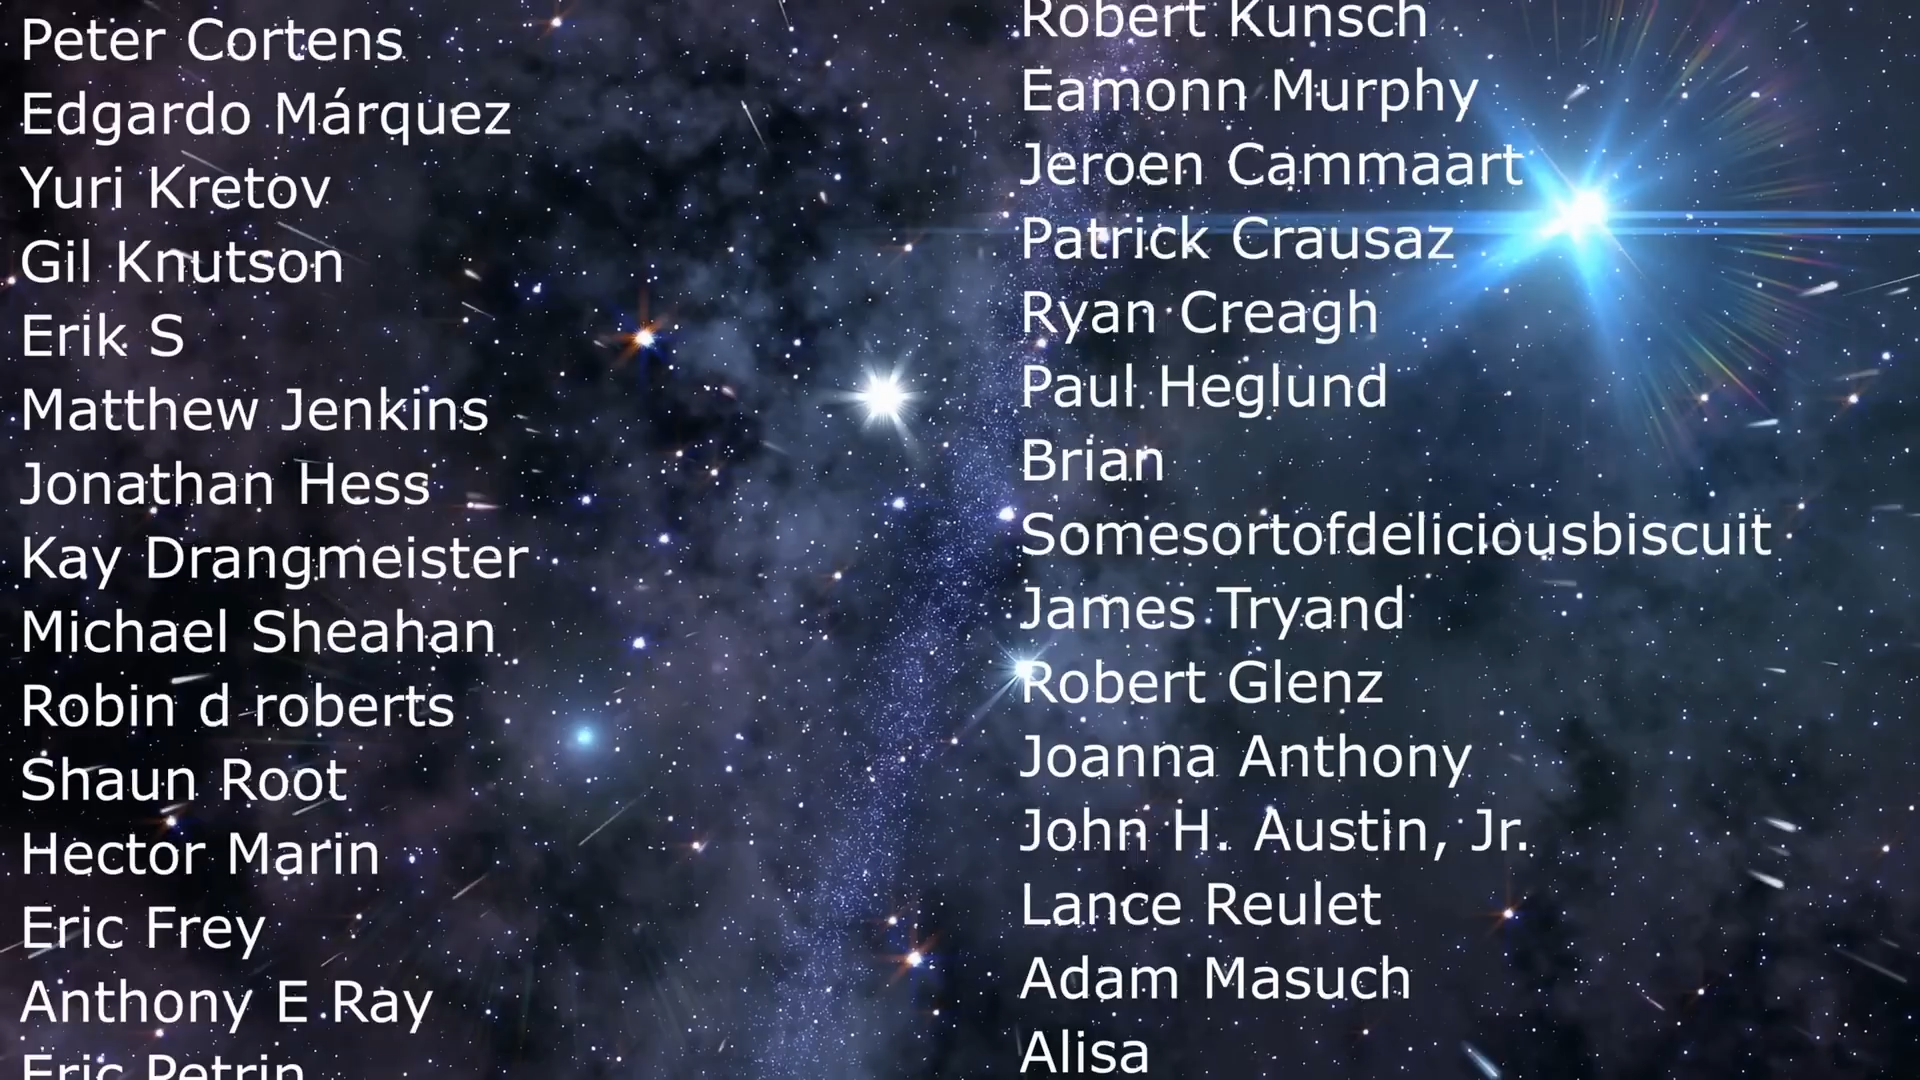 Peter Cortens
Edgardo Márquez
Yuri Kretov
Gil Knutson
Erik S
Matthew Jenkins
Jonathan Hess
Kay Drangmeister
Michael Sheahan
Robin d roberts
Shaun Root
Hector Marin
Eric Frey
Anthony E Ray
Eric Petrin
Robert Kunsch
Eamonn Murphy
Jeroen Cammaart
Patrick Crausaz
Ryan Creagh
Paul Heglund
Brian
Somesortofdeliciousbiscuit
James Tryand
Robert Glenz
Joanna Anthony
John H. Austin, Jr.
Lance Reulet
Adam Masuch
Alisa